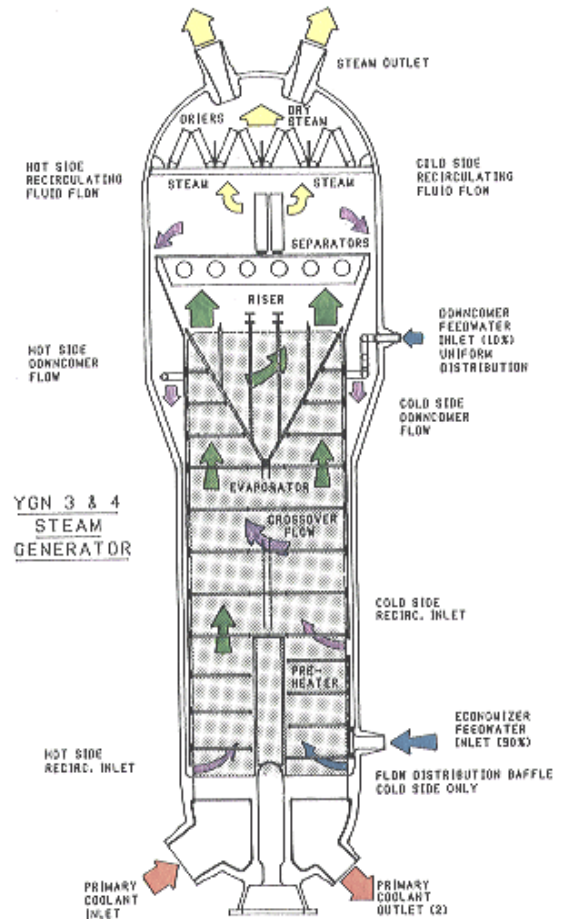 STEAM OUTLET
DRIERS
DRY
STEAM
HOT SIDE
RECIRCULATING
FLUID FLOW
COLD SIDE
RECIRCULATING
FLUID FLOW
STEAM
STEAM
SEPARATORS
RISER
DOWNCOMER
FEEDWATER
INLET (10%)
UNIFORM
DISTRIBUTION
HOT SIDE
DOWNCOMER
FLOW
COLD SIDE
DOWNCOMER
FLOW
EVAPORATOR
YGN 3 & 4
STEAM
GENERATOR
CROSSOVER
FLOW
COLD SIDE
RECIRC. INLET
PRE-
HEATER
ECONOMIZER
FEEDWATER
INLET (90%)
HOT SIDE
RECIRC. INLET
FLOW DISTRIBUTION BAFFLE
COLD SIDE ONLY
PRIMARY
COOLANT
INLET
PRIMARY
COOLANT
OUTLET (2)